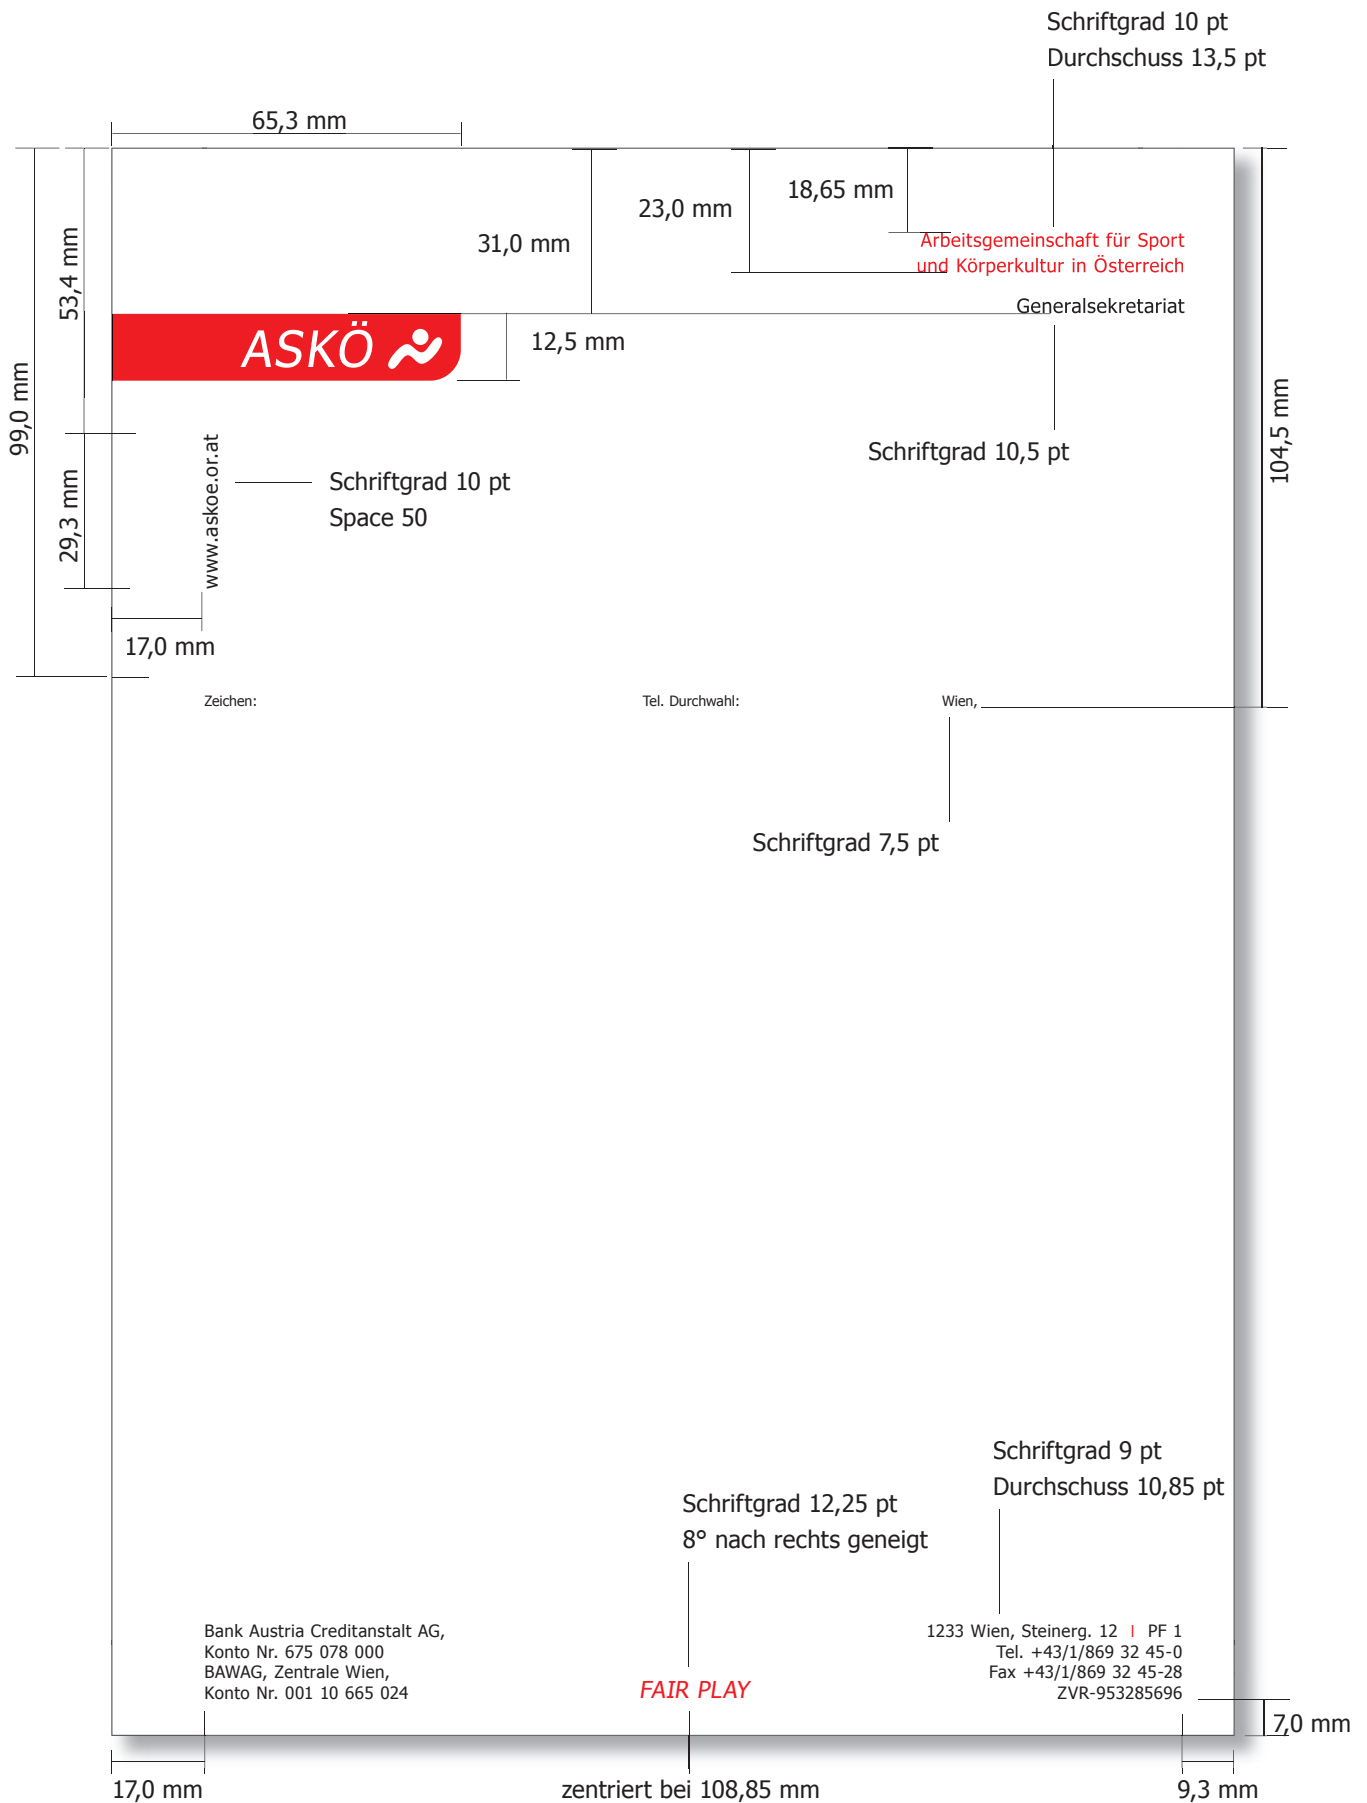 Schriftgrad 10 pt
Durchschuss 13,5 pt
65,3 mm
18,65 mm
23,0 mm
31,0 mm
Arbeitsgemeinschaft für Sport
und Körperkultur in Österreich
Generalsekretariat
53,4 mm
ASKÖ
12,5 mm
99,0 mm
104,5 mm
Schriftgrad 10,5 pt
29,3 mm
www.askoe.or.at
Schriftgrad 10 pt
Space 50
17,0 mm
Zeichen:
Tel. Durchwahl:
Wien,
Schriftgrad 7,5 pt
Schriftgrad 9 pt
Durchschuss 10,85 pt
Schriftgrad 12,25 pt
8° nach rechts geneigt
Bank Austria Creditanstalt AG,
Konto Nr. 675 078 000
BAWAG, Zentrale Wien,
Konto Nr. 001 10 665 024
FAIR PLAY
1233 Wien, Steinerg. 12 | PF 1
Tel. +43/1/869 32 45-0
Fax +43/1/869 32 45-28
ZVR-953285696
7,0 mm
17,0 mm
zentriert bei 108,85 mm
9,3 mm